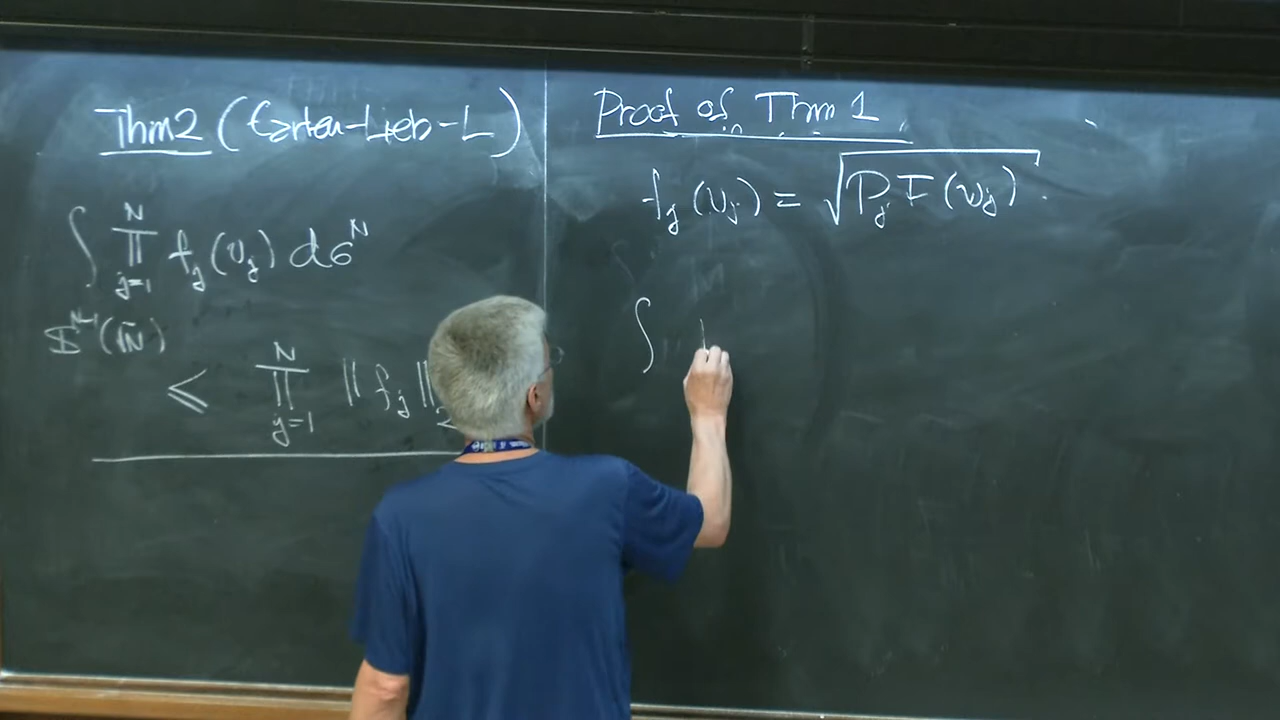 Thm2 (Carlen-Lieb-L)
∫ ∏_{j=1}^{N} f_j(v_j) dσ^N
S^{N-1}(√N)
≤ ∏_{j=1}^{N} ‖f_j‖_2
Proof of Thm 1
f_j(v_j) = √(P_j F(v_j)).
∫